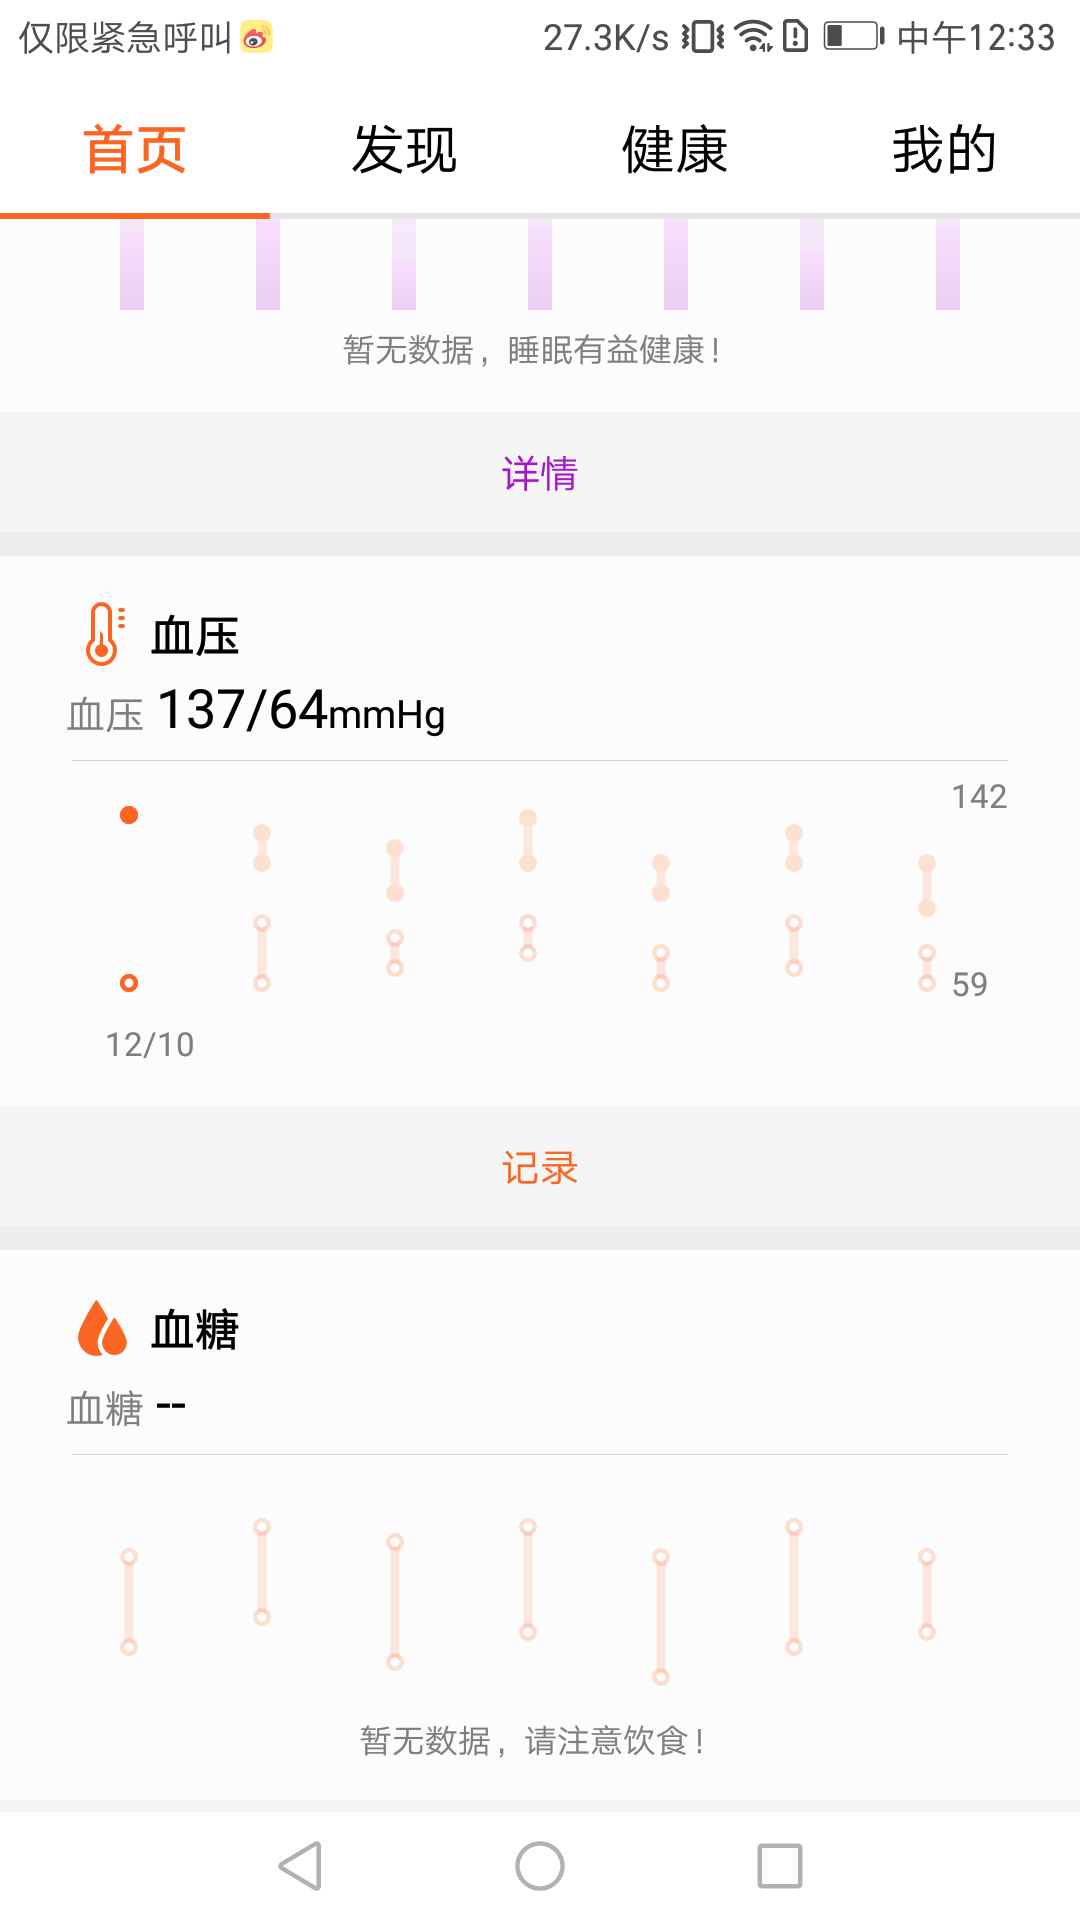 仅限紧急呼叫 27.3K/s 中午12:33
首页 发现 健康 我的
暂无数据，睡眠有益健康！
详情
血压
血压 137/64mmHg
142
59
12/10
记录
血糖
血糖 --
暂无数据，请注意饮食！